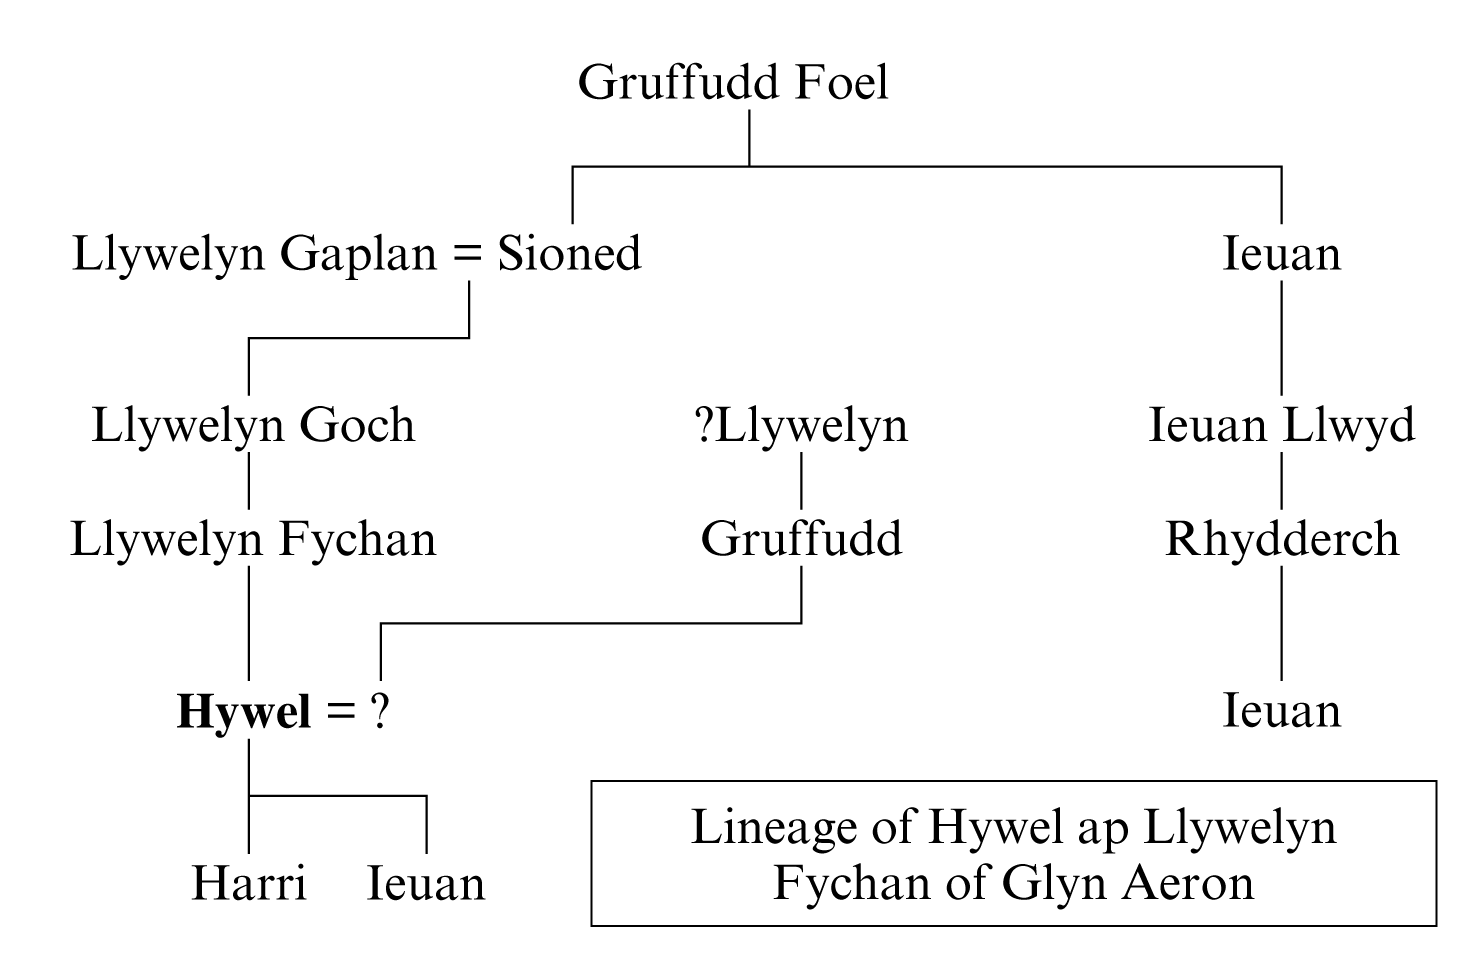 Gruffudd Foel
Llywelyn Gaplan = Sioned
Ieuan
Llywelyn Goch
?Llywelyn
Ieuan Llwyd
Llywelyn Fychan
Gruffudd
Rhydderch
Hywel = ?
Ieuan
Harri
Ieuan
Lineage of Hywel ap Llywelyn
Fychan of Glyn Aeron